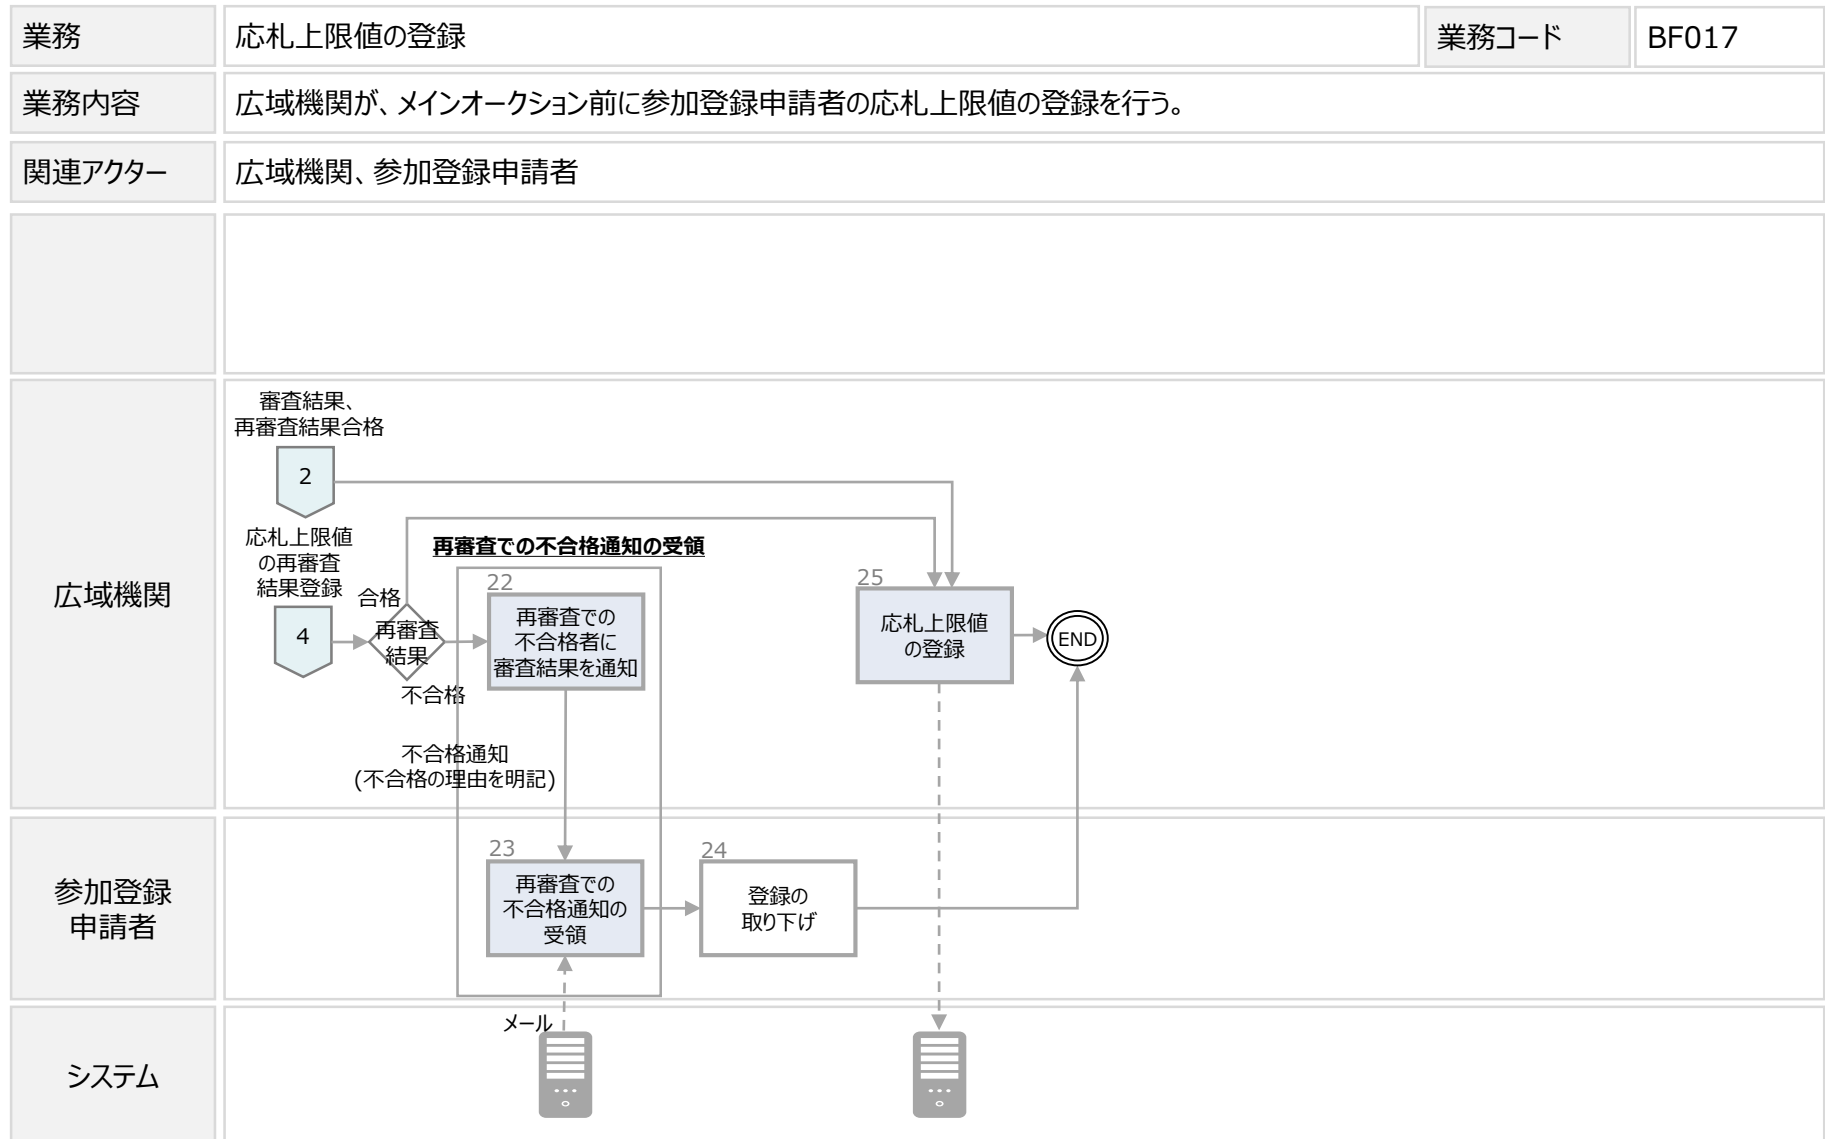 業務
応札上限値の登録
業務コード
BF017
業務内容
広域機関が、メインオークション前に参加登録申請者の応札上限値の登録を行う。
関連アクター
広域機関、参加登録申請者
広域機関
審査結果、
再審査結果合格
2
応札上限値
の再審査
結果登録
4
合格
再審査
結果
不合格
再審査での不合格通知の受領
22
再審査での
不合格者に
審査結果を通知
不合格通知
(不合格の理由を明記)
25
応札上限値
の登録
END
参加登録
申請者
23
再審査での
不合格通知の
受領
24
登録の
取り下げ
システム
メール